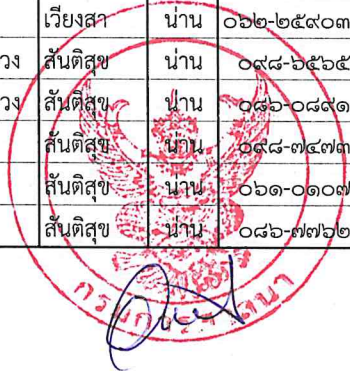 เวียงสา น่าน ๐๖๒-๒๕๙๐๓
วง สันติสุข น่าน ๐๙๘-๖๕๖๕
วง สันติสุข น่าน ๐๘๖-๐๘๙๑
สันติสุข น่าน ๐๙๘-๗๔๗๓
สันติสุข น่าน ๐๖๑-๐๑๐๗
สันติสุข น่าน ๐๘๖-๗๗๖๒